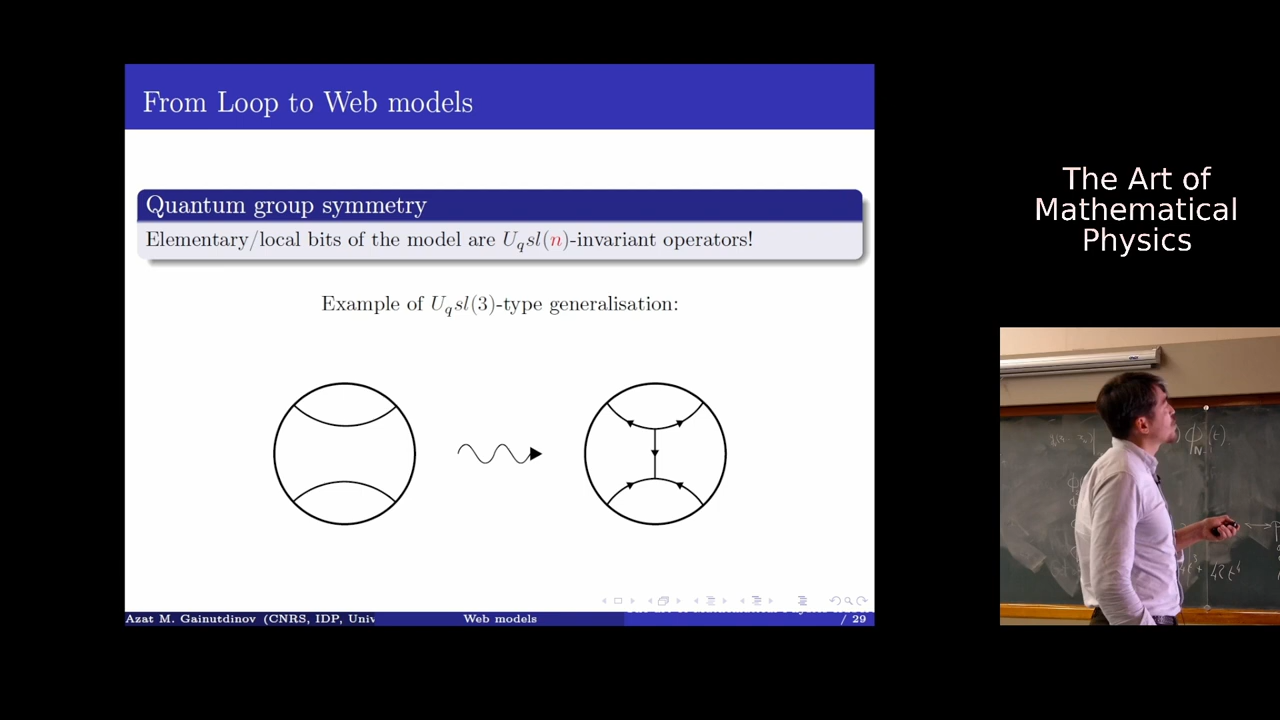 From Loop to Web models
Quantum group symmetry
Elementary/local bits of the model are U_q sl(n)-invariant operators!
Example of U_q sl(3)-type generalisation:
Azat M. Gainutdinov (CNRS, IDP, Univ
Web models
/ 29
The Art of
Mathematical
Physics